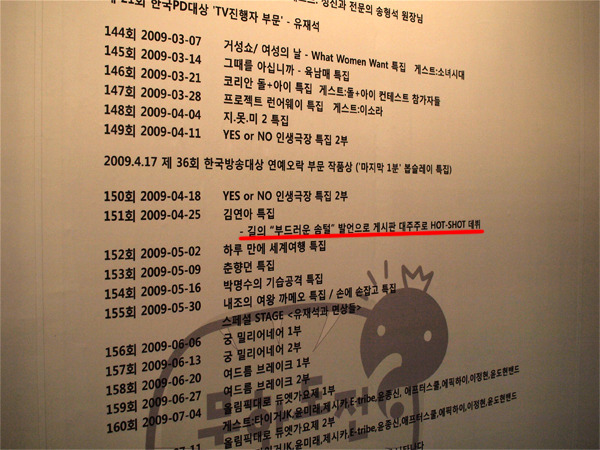 제 21회 한국PD대상 'TV진행자 부문' - 유재석
정신과 전문의 송형석 원장님
144회 2009-03-07 거성쇼/ 여성의 날 - What Women Want 특집 게스트:소녀시대
145회 2009-03-14 그때를 아십니까 - 육남매 특집
146회 2009-03-21 코리안 돌+아이 특집 게스트:돌+아이 컨테스트 참가자들
147회 2009-03-28 프로젝트 런어웨이 특집 게스트:이소라
148회 2009-04-04 지.못.미 2 특집
149회 2009-04-11 YES or NO 인생극장 특집 2부
2009.4.17 제 36회 한국방송대상 연예오락 부문 작품상 ('마지막 1분' 봅슬레이 특집)
150회 2009-04-18 YES or NO 인생극장 특집 2부
151회 2009-04-25 김연아 특집
- 길의 "부드러운 솜털" 발언으로 게시판 대주주로 HOT-SHOT 데뷔
152회 2009-05-02 하루 만에 세계여행 특집
153회 2009-05-09 춘향뎐 특집
154회 2009-05-16 박명수의 기습공격 특집
155회 2009-05-30 내조의 여왕 까메오 특집 / 손에 손잡고 특집
스페셜 STAGE <유재석과 면상들>
156회 2009-06-06 궁 밀리어네어 1부
157회 2009-06-13 궁 밀리어네어 2부
158회 2009-06-20 여드름 브레이크 1부
159회 2009-06-27 여드름 브레이크 2부
160회 2009-07-04 올림픽대로 듀엣가요제 1부
게스트:타이거JK,윤미래,제시카,E-tribe,윤종신, 애프터스쿨,에픽하이,이정현,윤도현밴드
07-11 올림픽대로 듀엣가요제 2부
JK,윤미래,제시카,E-tribe,윤종신,애프터스쿨,에픽하이,이정현,윤도현밴드
무한도전